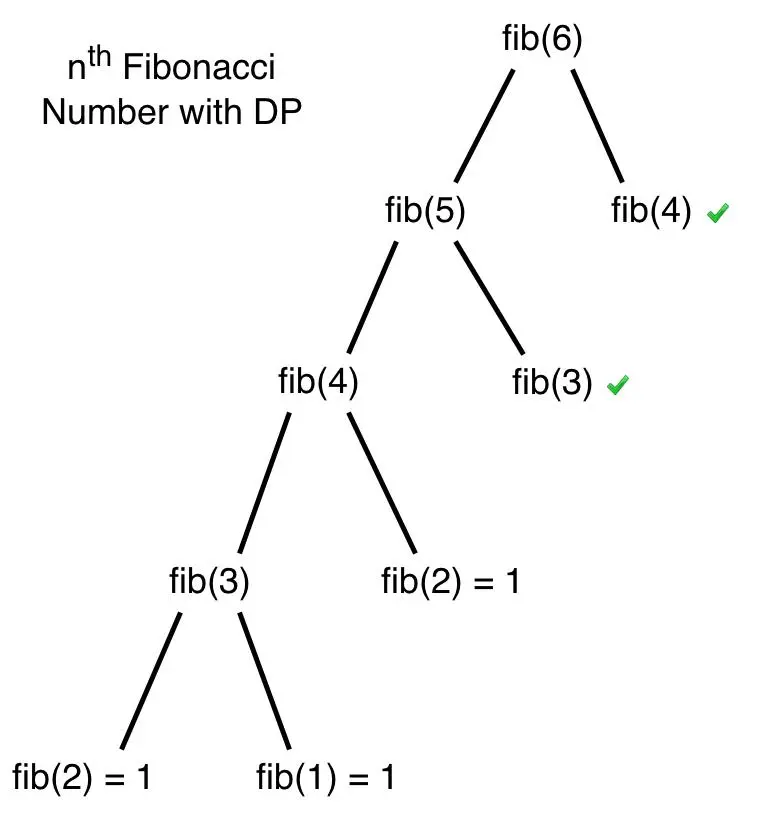 n^th Fibonacci
Number with DP
fib(6)
fib(5)
fib(4) ✔
fib(4)
fib(3) ✔
fib(3)
fib(2) = 1
fib(2) = 1
fib(1) = 1